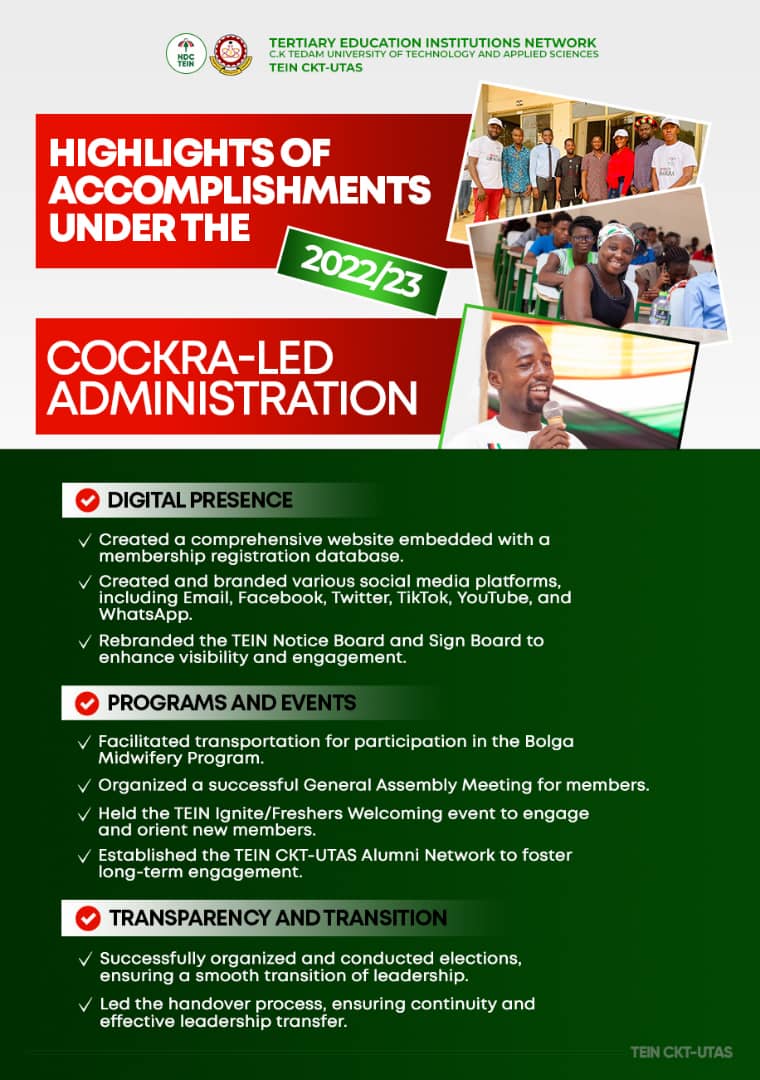 NDC
TEIN
TERTIARY EDUCATION INSTITUTIONS NETWORK
C.K TEDAM UNIVERSITY OF TECHNOLOGY AND APPLIED SCIENCES
TEIN CKT-UTAS
HIGHLIGHTS OF
ACCOMPLISHMENTS
UNDER THE
2022/23
COCKRA-LED
ADMINISTRATION
DIGITAL PRESENCE
Created a comprehensive website embedded with a
membership registration database.
Created and branded various social media platforms,
including Email, Facebook, Twitter, TikTok, YouTube, and
WhatsApp.
Rebranded the TEIN Notice Board and Sign Board to
enhance visibility and engagement.
PROGRAMS AND EVENTS
Facilitated transportation for participation in the Bolga
Midwifery Program.
Organized a successful General Assembly Meeting for members.
Held the TEIN Ignite/Freshers Welcoming event to engage
and orient new members.
Established the TEIN CKT-UTAS Alumni Network to foster
long-term engagement.
TRANSPARENCY AND TRANSITION
Successfully organized and conducted elections,
ensuring a smooth transition of leadership.
Led the handover process, ensuring continuity and
effective leadership transfer.
TEIN CKT-UTAS